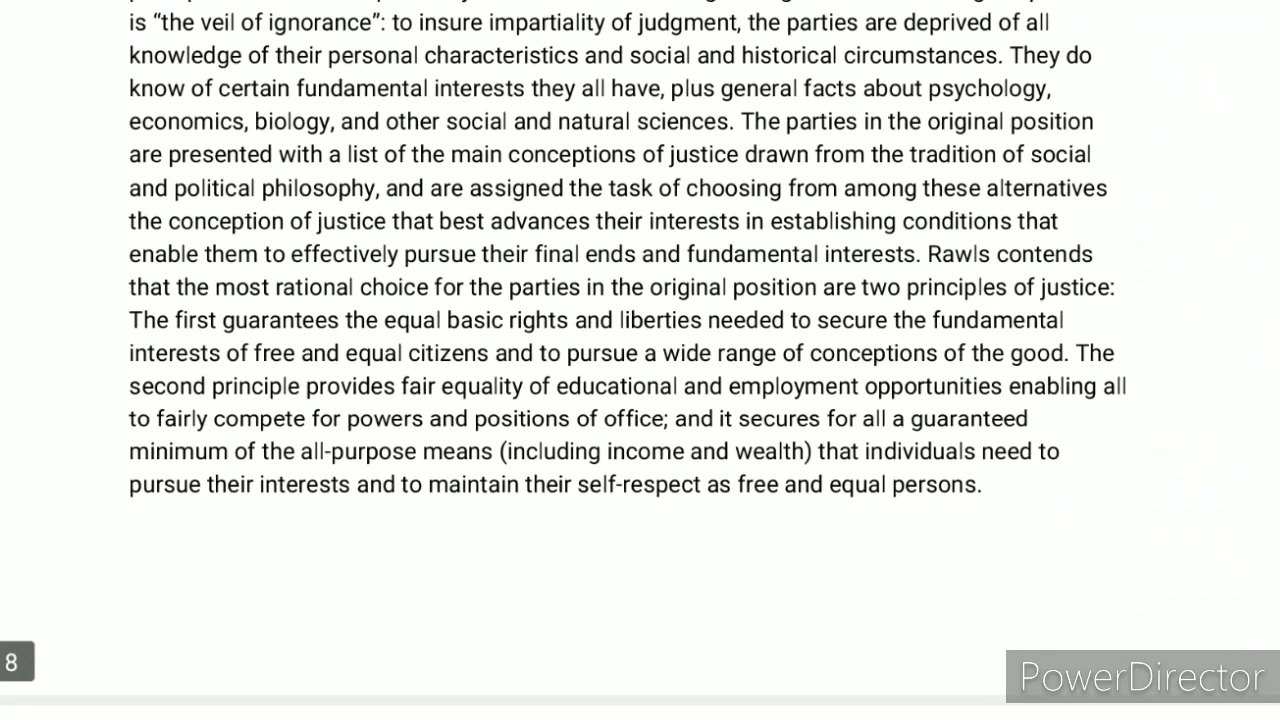 is “the veil of ignorance”: to insure impartiality of judgment, the parties are deprived of all
knowledge of their personal characteristics and social and historical circumstances. They do
know of certain fundamental interests they all have, plus general facts about psychology,
economics, biology, and other social and natural sciences. The parties in the original position
are presented with a list of the main conceptions of justice drawn from the tradition of social
and political philosophy, and are assigned the task of choosing from among these alternatives
the conception of justice that best advances their interests in establishing conditions that
enable them to effectively pursue their final ends and fundamental interests. Rawls contends
that the most rational choice for the parties in the original position are two principles of justice:
The first guarantees the equal basic rights and liberties needed to secure the fundamental
interests of free and equal citizens and to pursue a wide range of conceptions of the good. The
second principle provides fair equality of educational and employment opportunities enabling all
to fairly compete for powers and positions of office; and it secures for all a guaranteed
minimum of the all-purpose means (including income and wealth) that individuals need to
pursue their interests and to maintain their self-respect as free and equal persons.
8
PowerDirector